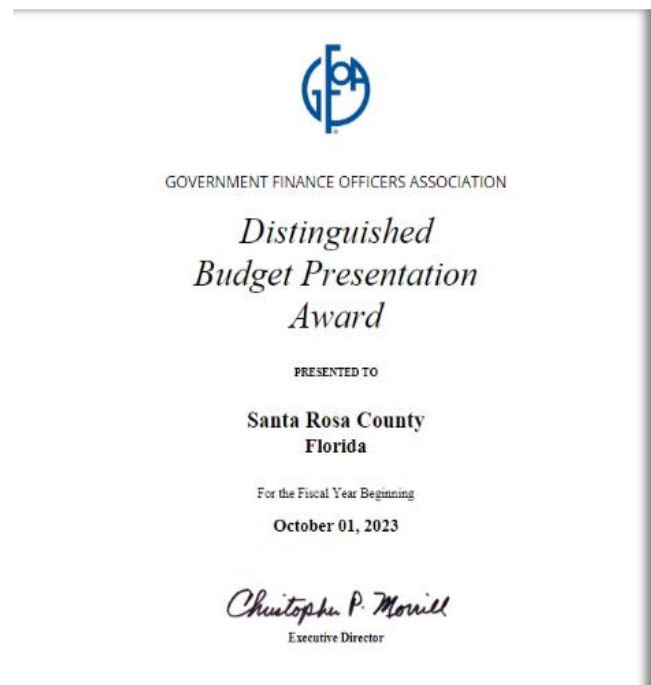 GFOA
GOVERNMENT FINANCE OFFICERS ASSOCIATION
Distinguished
Budget Presentation
Award
PRESENTED TO
Santa Rosa County
Florida
For the Fiscal Year Beginning
October 01, 2023
Christopher P. Morrill
Executive Director